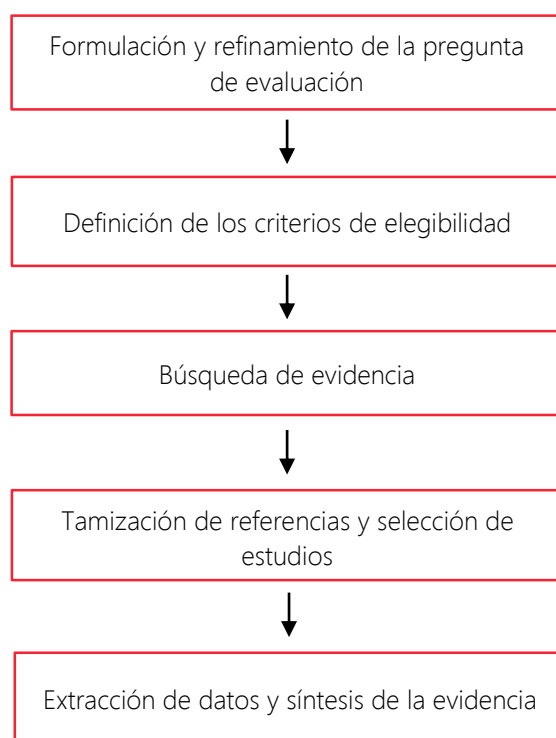 Formulación y refinamiento de la pregunta
de evaluación
Definición de los criterios de elegibilidad
Búsqueda de evidencia
Tamización de referencias y selección de
estudios
Extracción de datos y síntesis de la evidencia